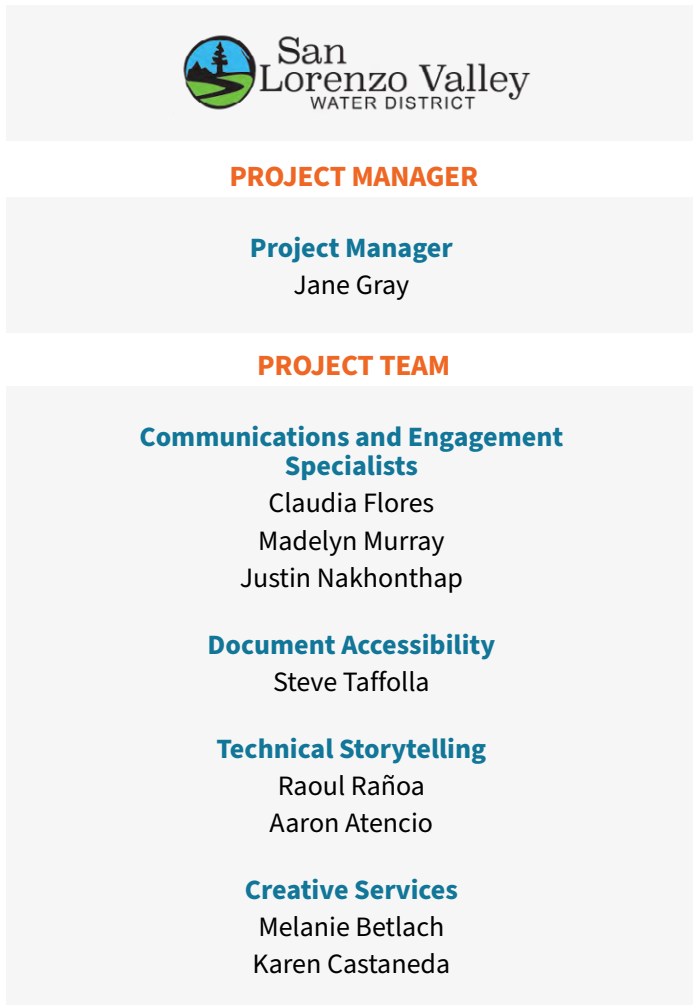 San
Lorenzo Valley
WATER DISTRICT
PROJECT MANAGER
Project Manager
Jane Gray
PROJECT TEAM
Communications and Engagement
Specialists
Claudia Flores
Madelyn Murray
Justin Nakhonthap
Document Accessibility
Steve Taffolla
Technical Storytelling
Raoul Rañoa
Aaron Atencio
Creative Services
Melanie Betlach
Karen Castaneda